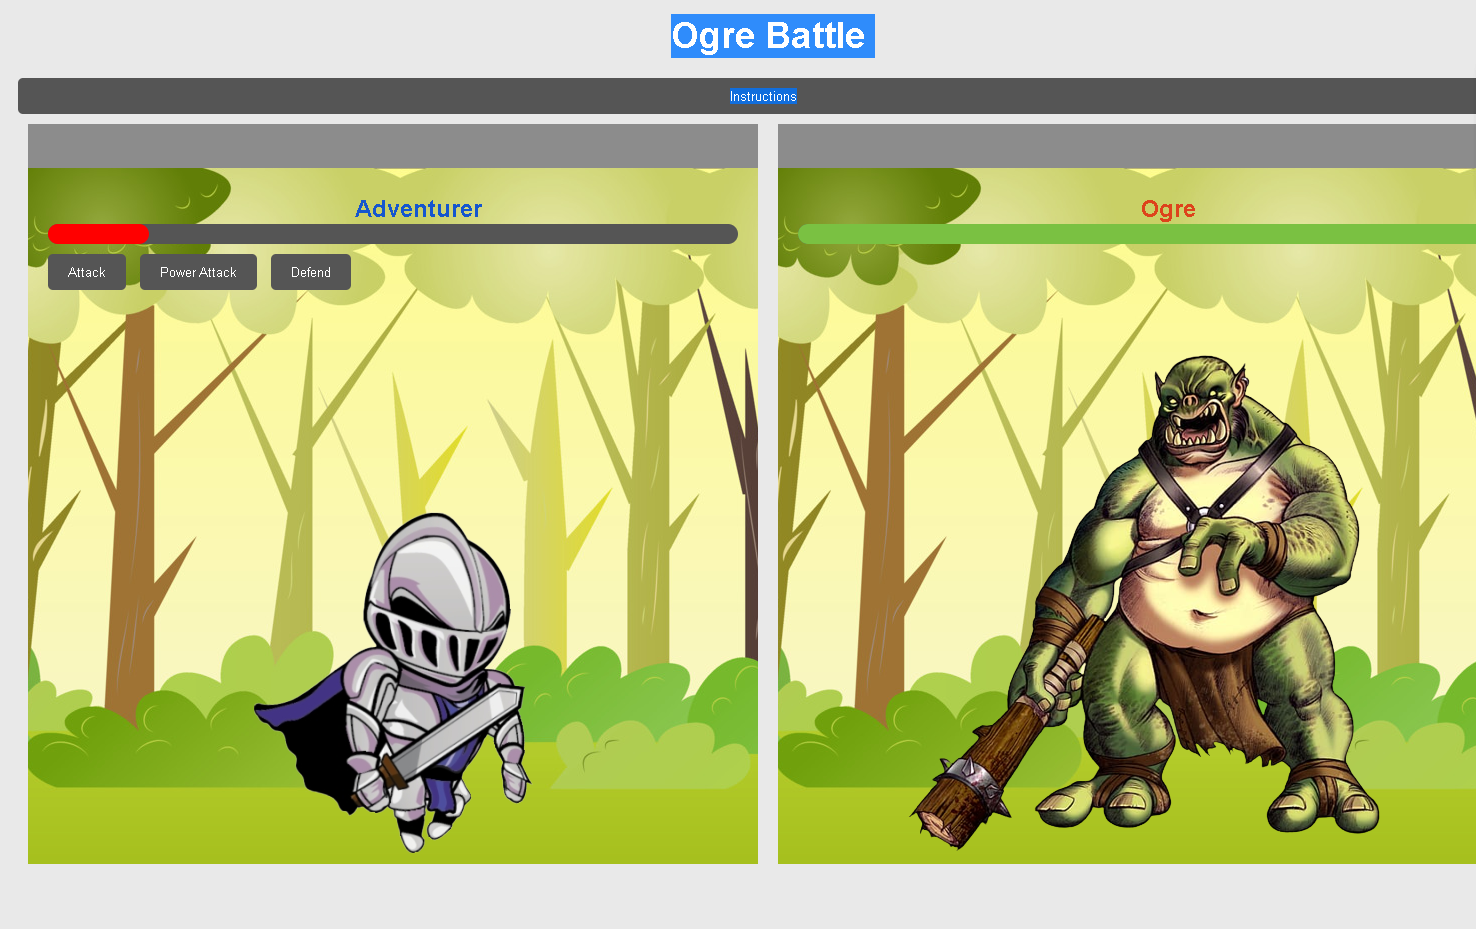 Ogre Battle
Instructions
Adventurer
Attack
Power Attack
Defend
Ogre